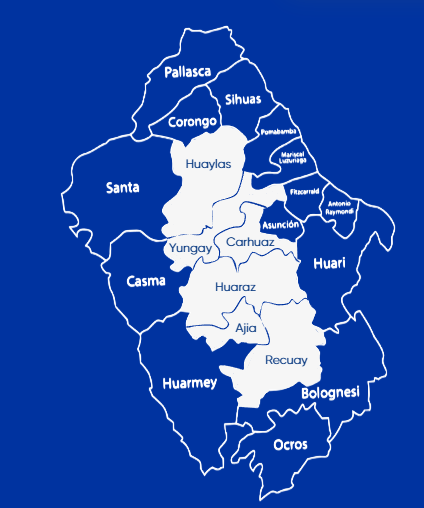 Pallasca
Sihuas
Corongo
Pomabamba
Mariscal
Luzuriaga
Huaylas
Santa
Fitzcarrald
Antonio
Raymondi
Asunción
Yungay
Carhuaz
Huari
Casma
Huaraz
Ajia
Recuay
Huarmey
Bolognesi
Ocros